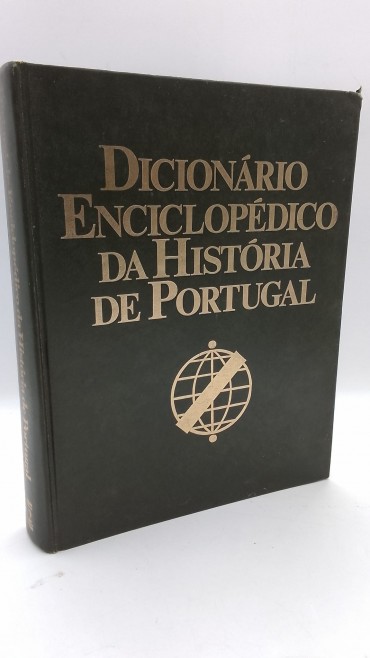 DICIONÁRIO
ENCICLOPÉDICO
DA HISTÓRIA
DE PORTUGAL